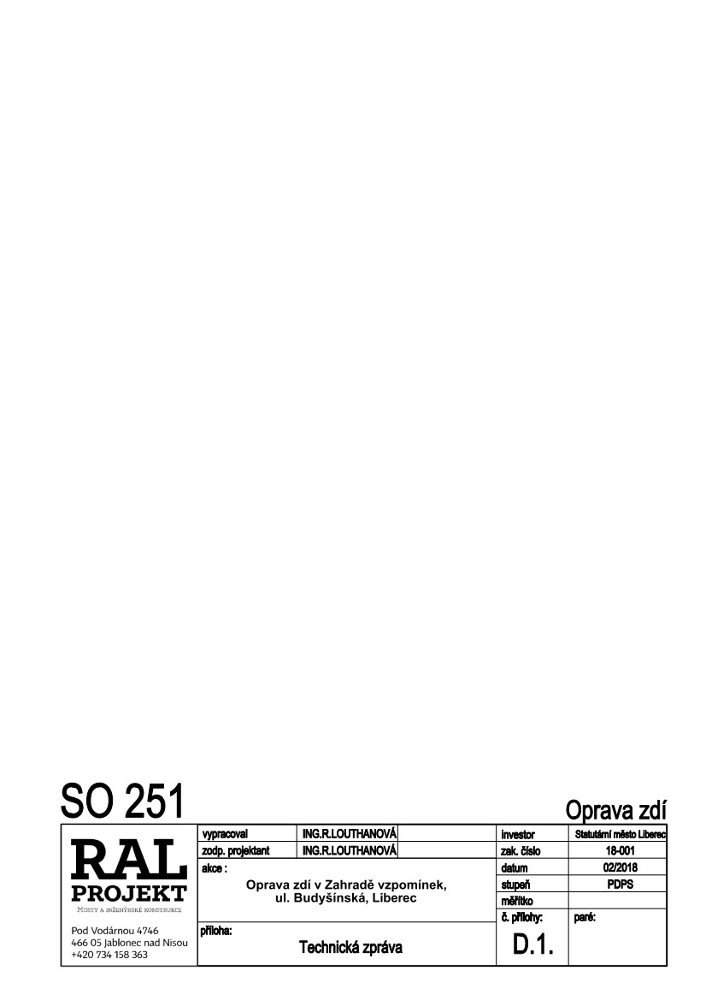 SO 251
Oprava zdí
RAL
PROJEKT
MOSTY A INŽENÝRSKÉ KONSTRUKCE
Pod Vodárnou 4746
466 05 Jablonec nad Nisou
+420 734 158 363
vypracoval ING.R.LOUTHANOVÁ
zodp. projektant ING.R.LOUTHANOVÁ
akce :
Oprava zdí v Zahradě vzpomínek,
ul. Budyšínská, Liberec
příloha:
Technická zpráva
investor Statutární město Liberec
zak. číslo 18-001
datum 02/2018
stupeň PDPS
měřítko
č. přílohy: paré:
D.1.